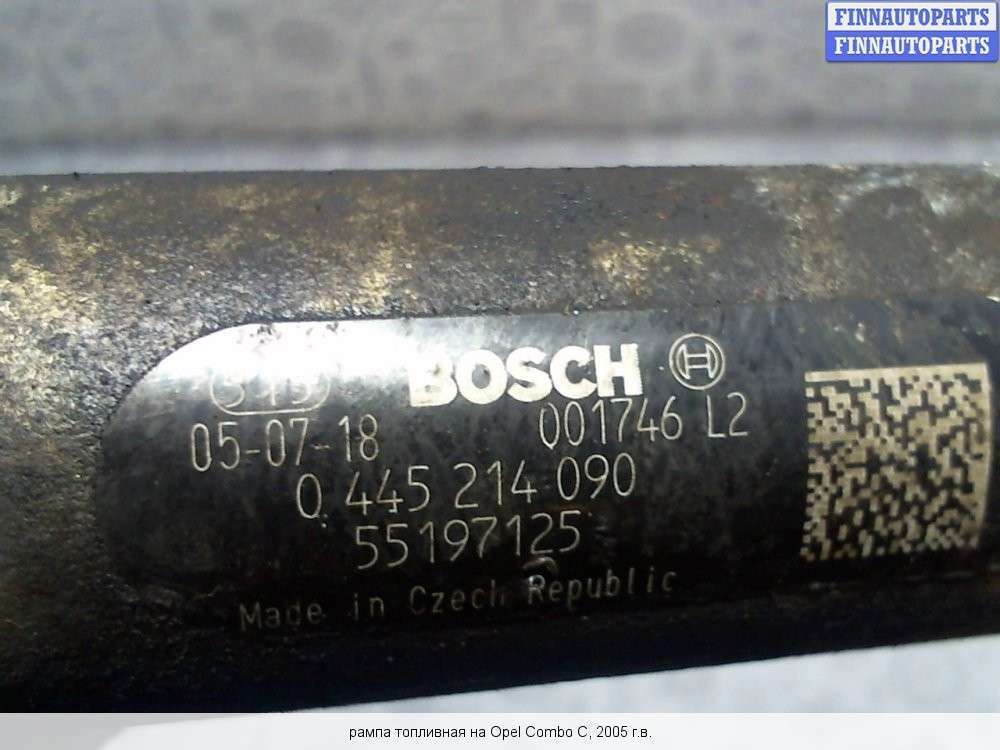 FINNAUTOPARTS
FINNAUTOPARTS
BOSCH
05-07-18 001746 L2
0 445 214 090
55197125
Made in Czech Republic
рампа топливная на Opel Combo C, 2005 г.в.